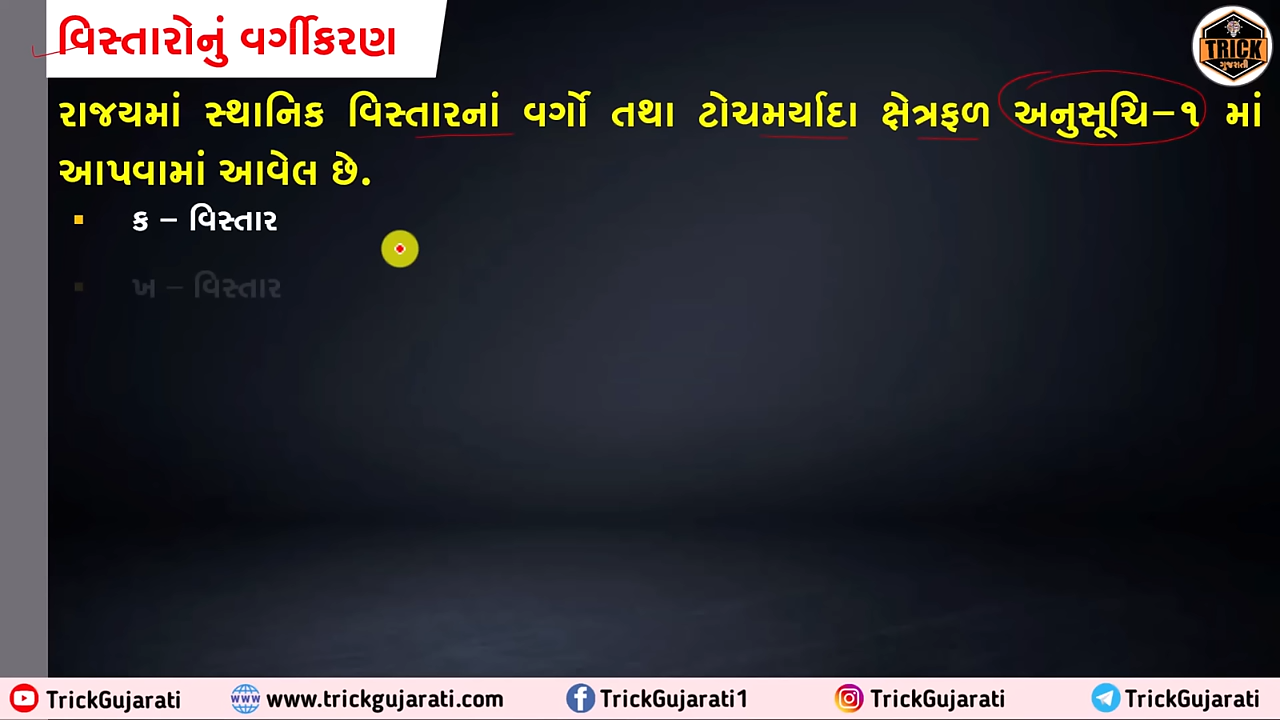 વિસ્તારોનું વર્ગીકરણ
TRICK
ગુજરાતી
રાજયમાં સ્થાનિક વિસ્તારનાં વર્ગો તથા ટોચમર્યાદા ક્ષેત્રફળ અનુસૂચિ–૧ માં
આપવામાં આવેલ છે.
▪ ક – વિસ્તાર
▪ ખ – વિસ્તાર
TrickGujarati www.trickgujarati.com TrickGujarati1 TrickGujarati TrickGujarati